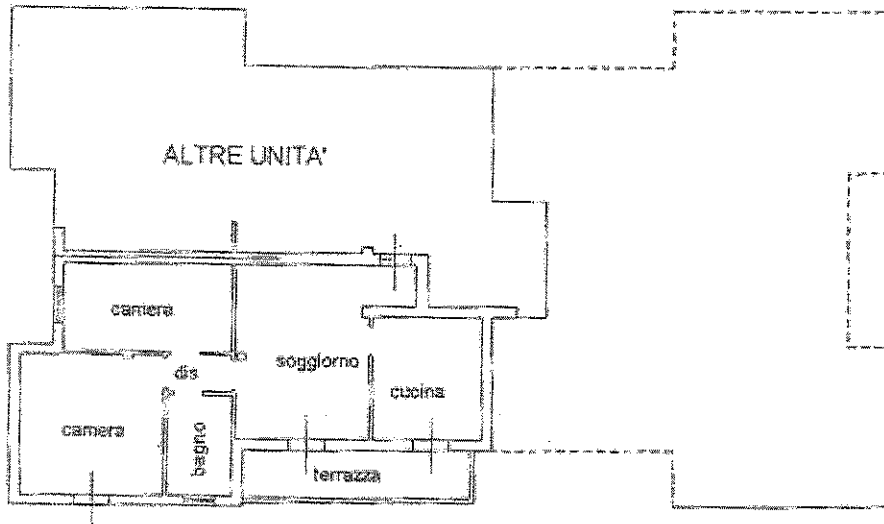 ALTRE UNITA'
camera
soggiorno
dis
cucina
camera
bagno
terrazza